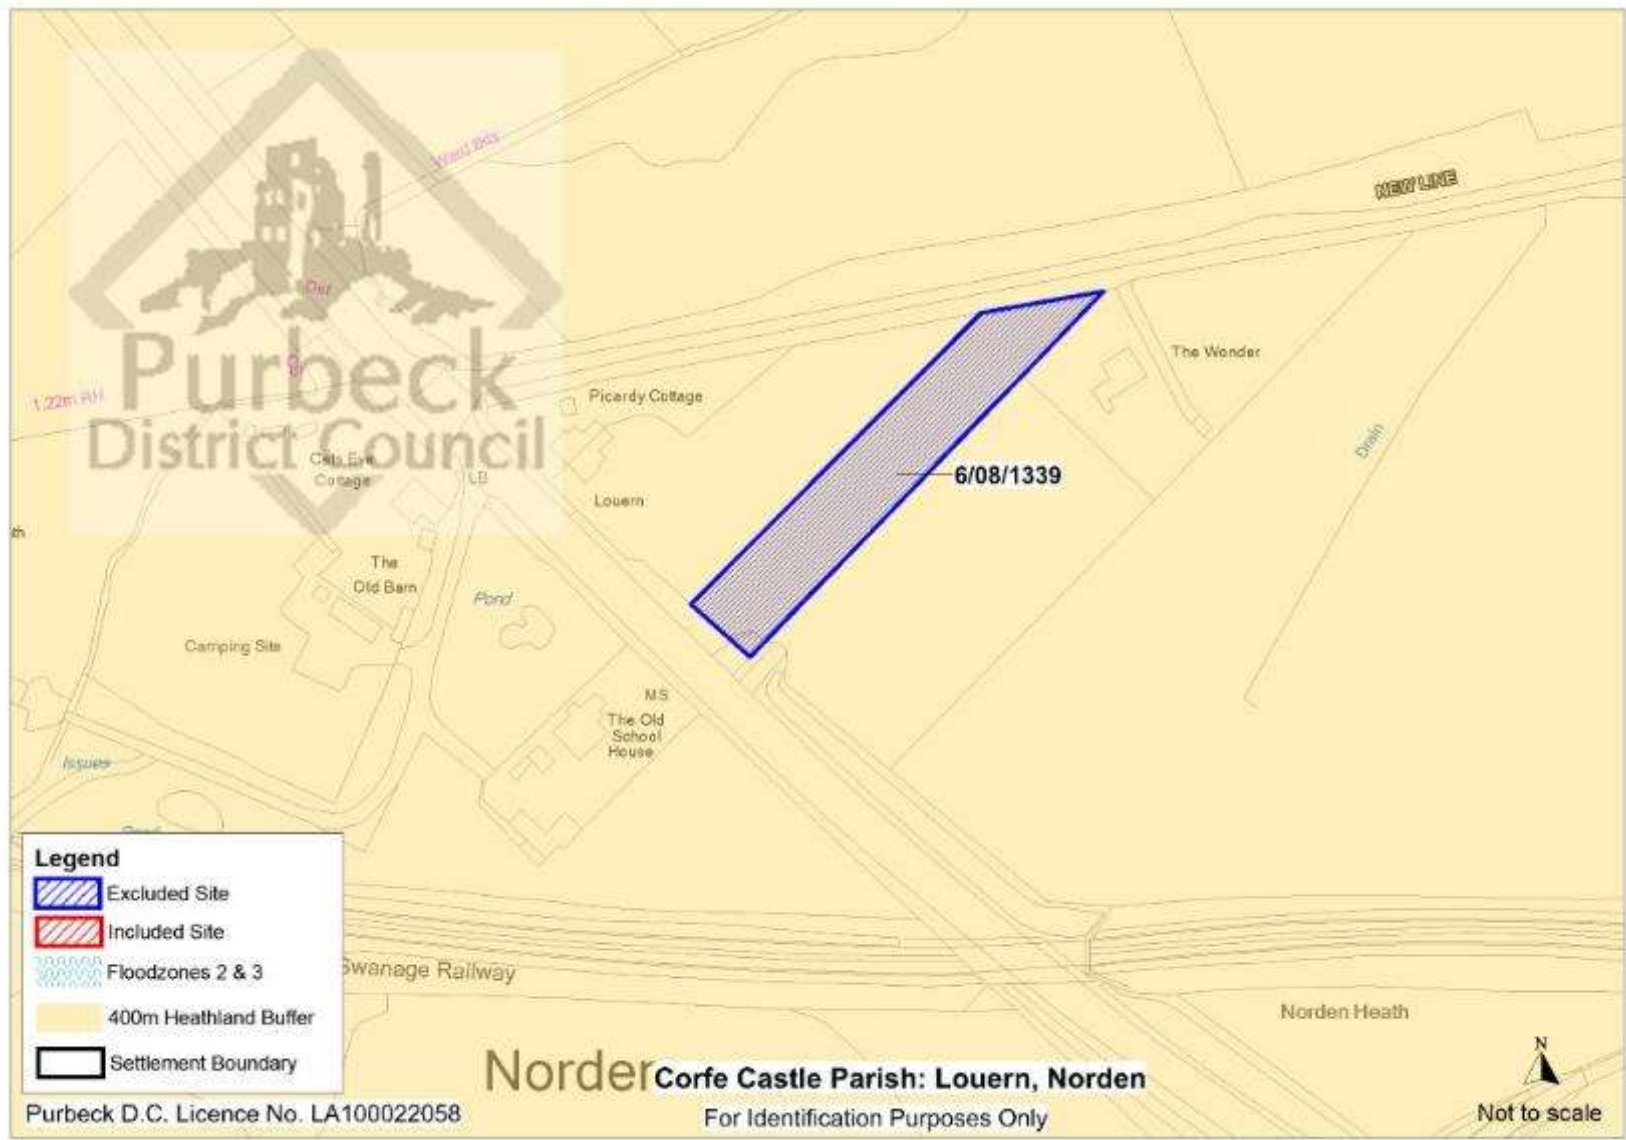 Ward Bdy
NEW LINE
Def
Purbeck
District Council
1.22m RH
Picardy Cottage
The Wonder
Cats Eye
Cottage
LB
Louern
6/08/1339
Drain
The
Old Barn
Pond
Camping Site
MS
The Old
School
House
Issues
Pond
Legend
Excluded Site
Included Site
Floodzones 2 & 3
400m Heathland Buffer
Settlement Boundary
Swanage Railway
Norden Heath
Norden
Corfe Castle Parish: Louern, Norden
For Identification Purposes Only
N
Not to scale
Purbeck D.C. Licence No. LA100022058